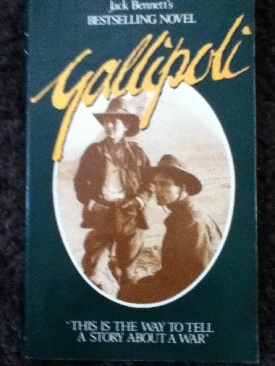 Jack Bennett's
BESTSELLING NOVEL
Gallipoli
'THIS IS THE WAY TO TELL
A STORY ABOUT A WAR'